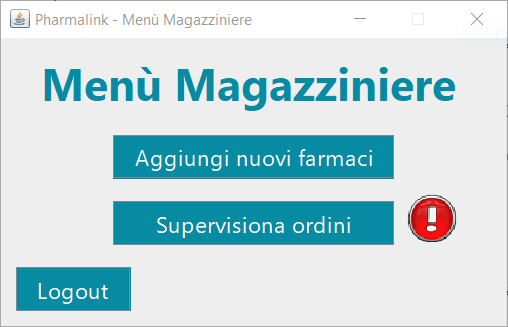 Pharmalink - Menù Magazziniere
Menù Magazziniere
Aggiungi nuovi farmaci
Supervisiona ordini
!
Logout